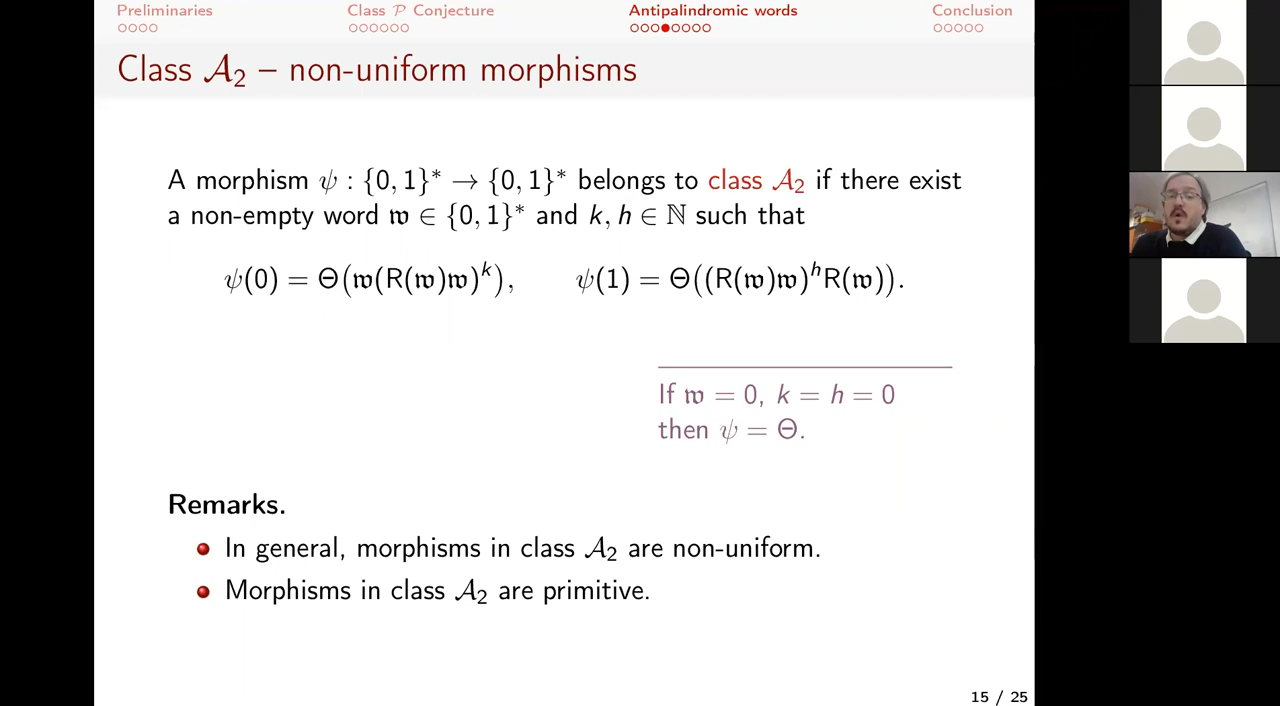 Preliminaries Class 𝒫 Conjecture Antipalindromic words Conclusion
Class 𝒜₂ – non-uniform morphisms
A morphism ψ : {0, 1}* → {0, 1}* belongs to class 𝒜₂ if there exist
a non-empty word 𝔴 ∈ {0, 1}* and k, h ∈ ℕ such that
ψ(0) = Θ(𝔴(R(𝔴)𝔴)ᵏ), ψ(1) = Θ((R(𝔴)𝔴)ʰR(𝔴)).
If 𝔴 = 0, k = h = 0
then ψ = Θ.
Remarks.
In general, morphisms in class 𝒜₂ are non-uniform.
Morphisms in class 𝒜₂ are primitive.
15 / 25